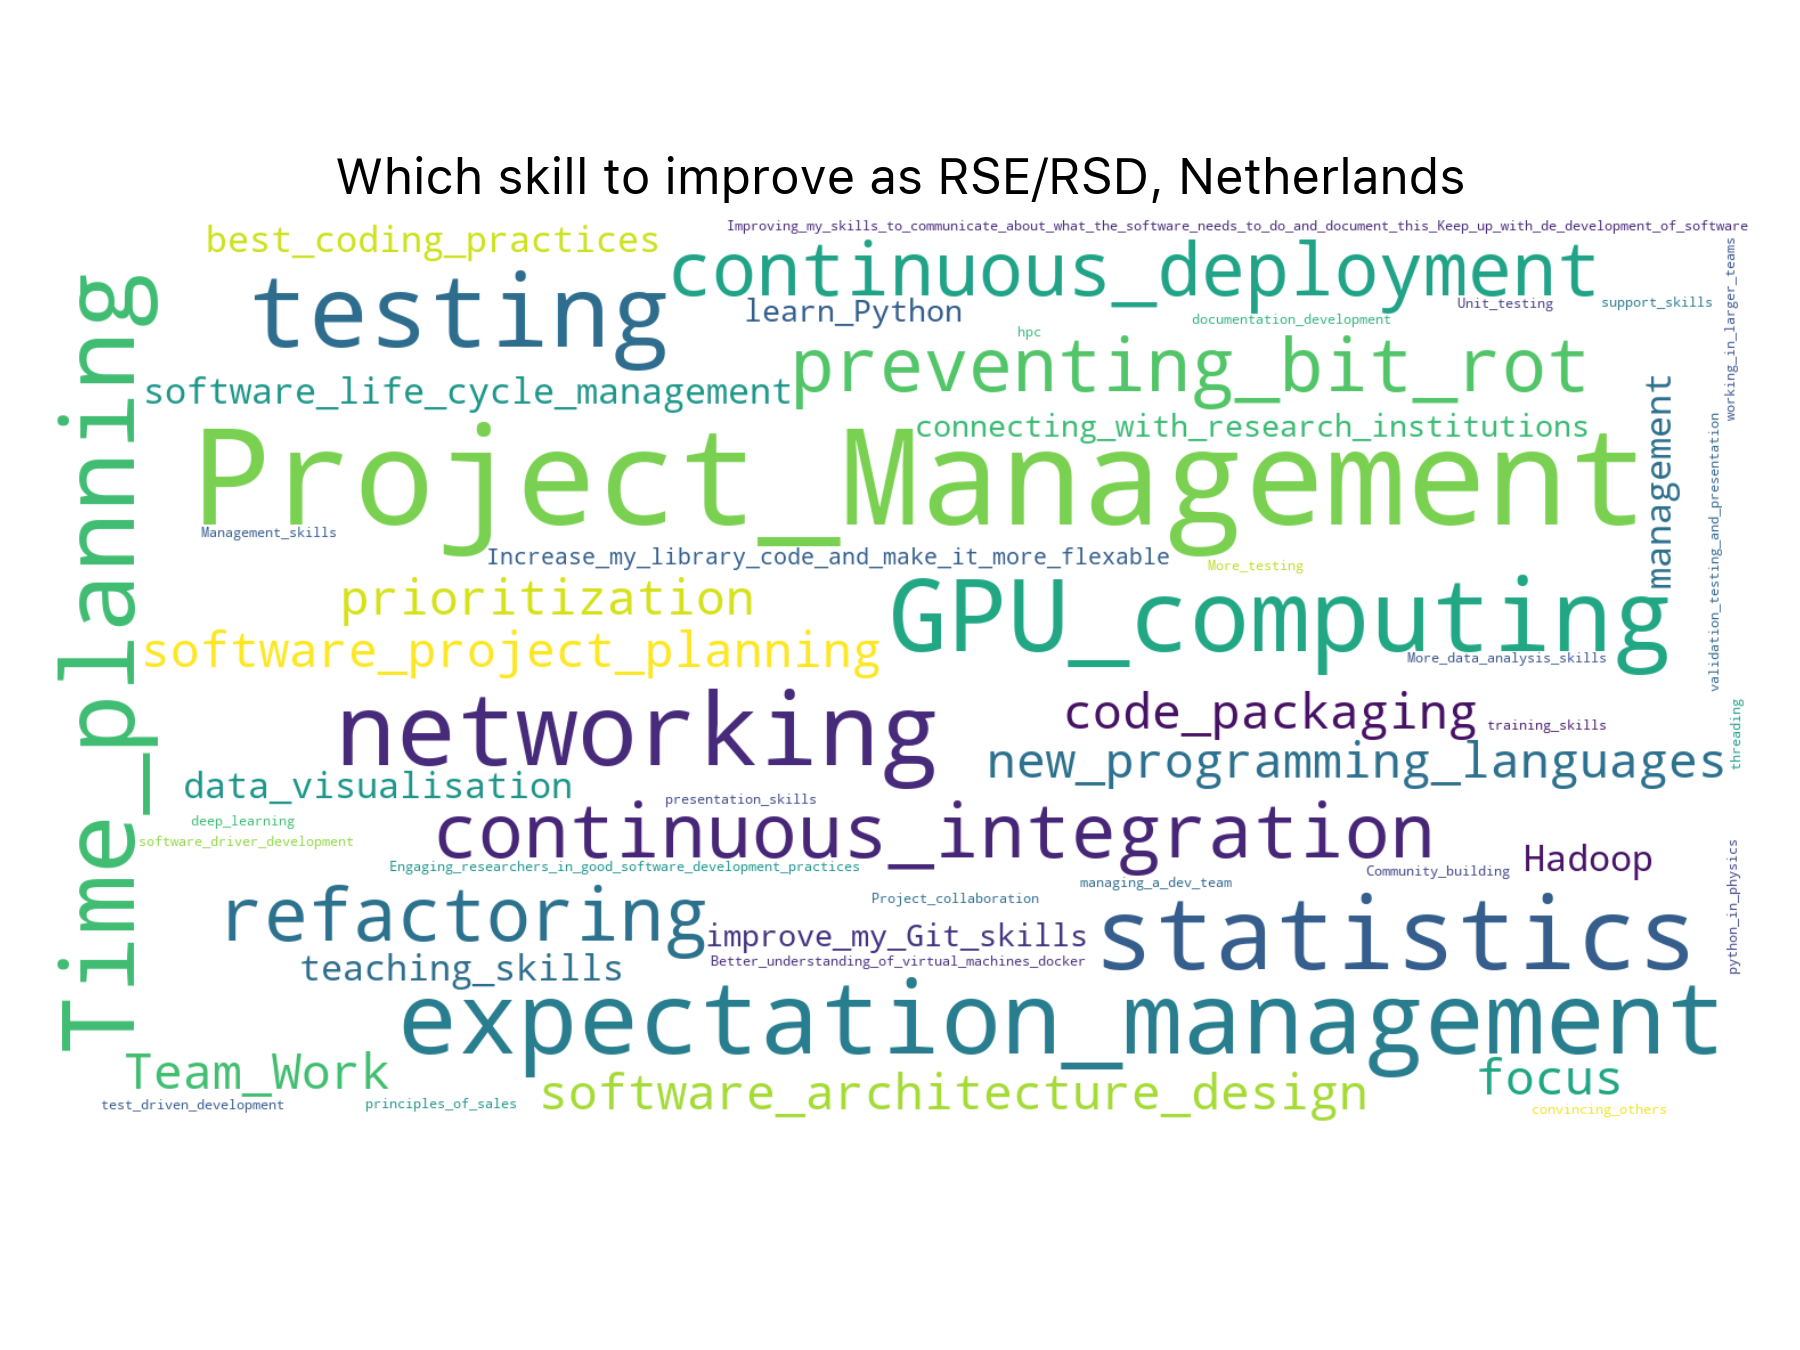 Which skill to improve as RSE/RSD, Netherlands
Improving_my_skills_to_communicate_about_what_the_software_needs_to_do_and_document_this_Keep_up_with_de_development_of_software
best_coding_practices
continuous_deployment
working_in_larger_teams
testing
learn_Python
Unit_testing
support_skills
documentation_development
hpc
preventing_bit_rot
software_life_cycle_management
Time_planning
connecting_with_research_institutions
Project_Management
management
validation_testing_and_presentation
Management_skills
Increase_my_library_code_and_make_it_more_flexable
More_testing
prioritization
GPU_computing
software_project_planning
More_data_analysis_skills
networking
code_packaging
training_skills
threading
new_programming_languages
data_visualisation
presentation_skills
deep_learning
continuous_integration
software_driver_development
Engaging_researchers_in_good_software_development_practices
Hadoop
Community_building
managing_a_dev_team
python_in_physics
Project_collaboration
refactoring
improve_my_Git_skills
statistics
Better_understanding_of_virtual_machines_docker
teaching_skills
expectation_management
Team_Work
focus
software_architecture_design
test_driven_development
principles_of_sales
convincing_others